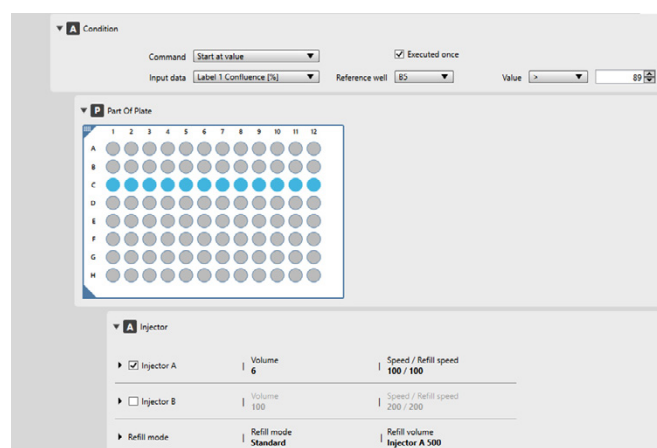 A Condition
Command Start at value Executed once
Input data Label 1 Confluence [%] Reference well B5 Value > 89
P Part Of Plate
1 2 3 4 5 6 7 8 9 10 11 12
A
B
C
D
E
F
G
H
A Injector
Injector A | Volume | Speed / Refill speed
6 100 / 100
Injector B | Volume | Speed / Refill speed
100 200 / 200
Refill mode | Refill mode | Refill volume
Standard Injector A 500